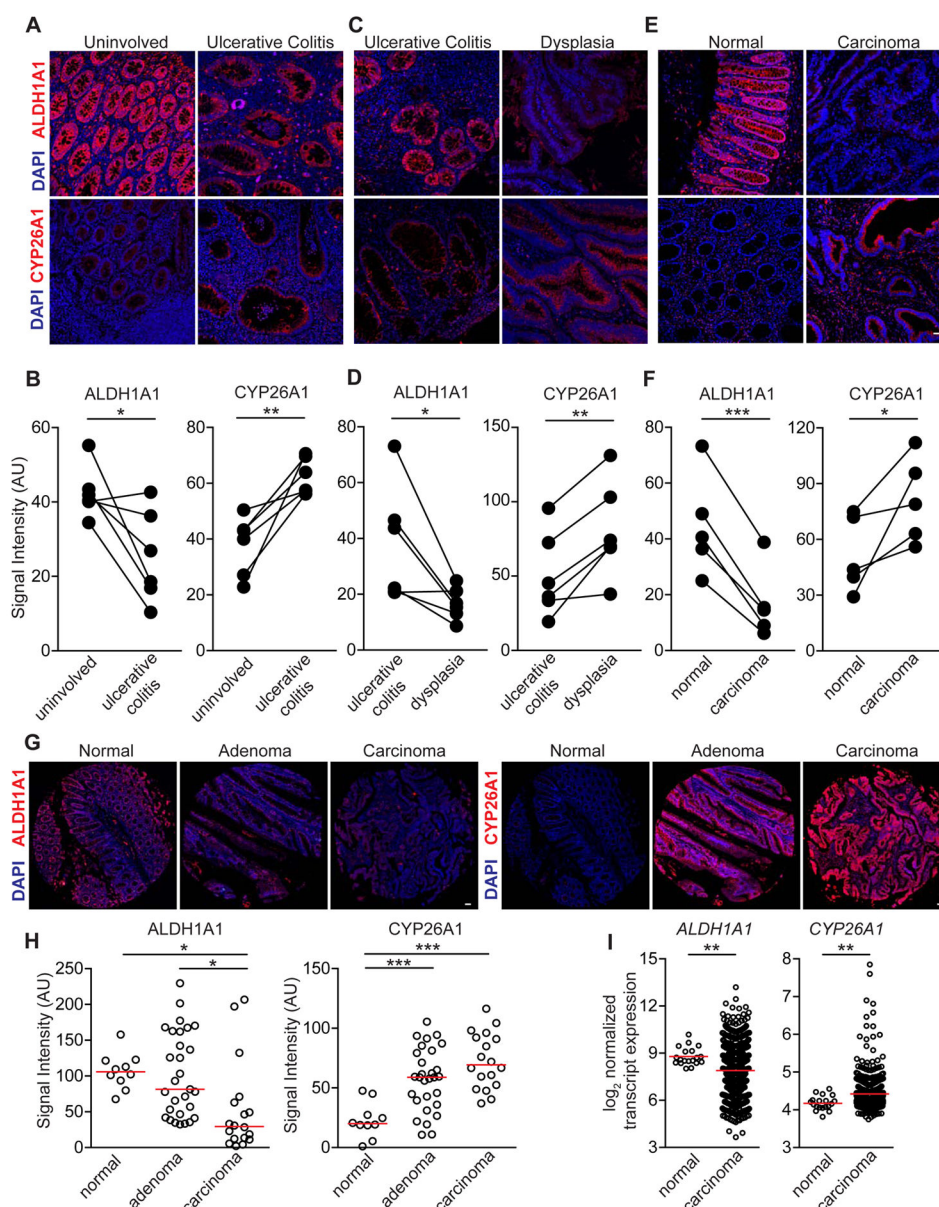 A C E
Uninvolved Ulcerative Colitis Ulcerative Colitis Dysplasia Normal Carcinoma
DAPI ALDH1A1
DAPI CYP26A1
B D F
ALDH1A1 CYP26A1 ALDH1A1 CYP26A1 ALDH1A1 CYP26A1
* ** * ** *** *
Signal Intensity (AU)
60 80 80 150 80 120
60 60 60 90
40 100
40 40 40 60
20 50
20 20 20 30
0 0 0 0 0 0
uninvolved ulcerative colitis uninvolved ulcerative colitis ulcerative colitis dysplasia ulcerative colitis dysplasia normal carcinoma normal carcinoma
G
Normal Adenoma Carcinoma Normal Adenoma Carcinoma
DAPI ALDH1A1
DAPI CYP26A1
H
ALDH1A1
*
*
Signal Intensity (AU)
250
200
150
100
50
0
normal adenoma carcinoma
CYP26A1
***
***
Signal Intensity (AU)
150
100
50
0
normal adenoma carcinoma
I
ALDH1A1
**
log2 normalized
transcript expression
15
12
9
6
3
normal carcinoma
CYP26A1
**
8
7
6
5
4
3
normal carcinoma